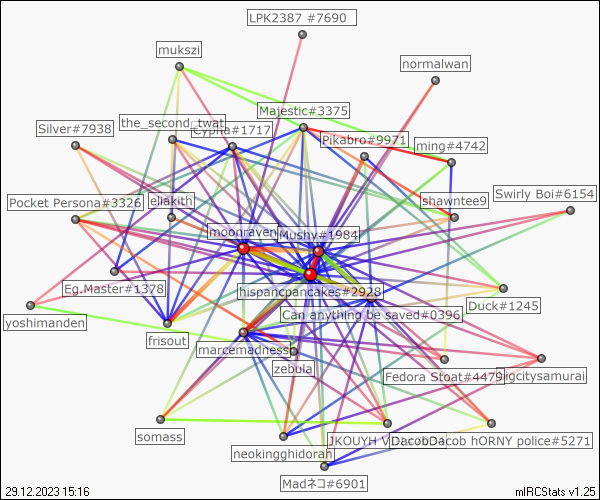 LPK2387 #7690
mukszi
normalwan
Majestic#3375
the_second_twat
Cypha#1717
Silver#7938
Pikabro#9971
ming#4742
Swirly Boi#6154
eliakith
shawntee9
Pocket Persona#3326
moonraven
Mushy#1984
Eg.Master#1378
hispancpancakes#2928
Duck#1245
Can anything be saved#0396
yoshimanden
frisout
marcemadness
zebula
Fedora Stoat#4479
bigcitysamurai
somass
neokingghidorah
JKOUYH V
DacobDacob hORNY police#5271
Madネコ#6901
29.12.2023 15:16
mIRCStats v1.25